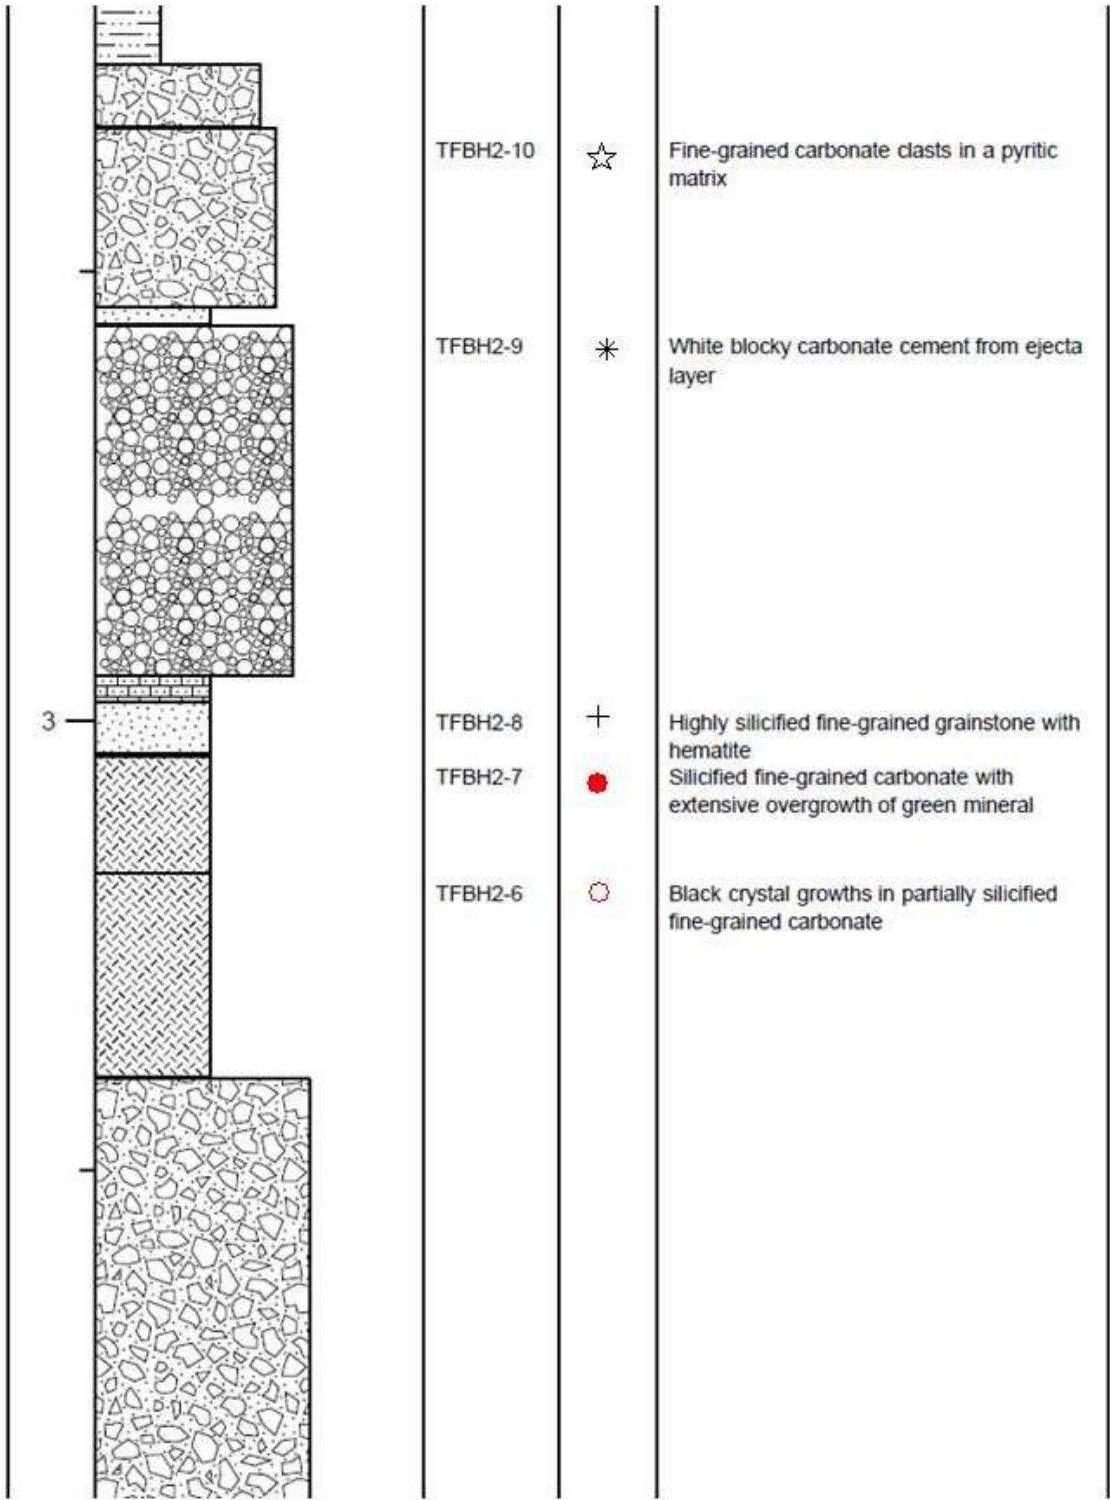 TFBH2-10
Fine-grained carbonate clasts in a pyritic
matrix
TFBH2-9
White blocky carbonate cement from ejecta
layer
3
TFBH2-8
Highly silicified fine-grained grainstone with
hematite
TFBH2-7
Silicified fine-grained carbonate with
extensive overgrowth of green mineral
TFBH2-6
Black crystal growths in partially silicified
fine-grained carbonate